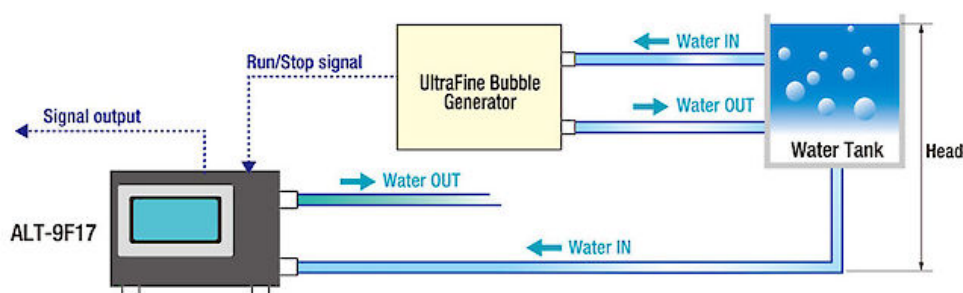 Water IN
Run/Stop signal
UltraFine Bubble
Generator
Signal output
Water OUT
Water Tank
Head
Water OUT
ALT-9F17
Water IN